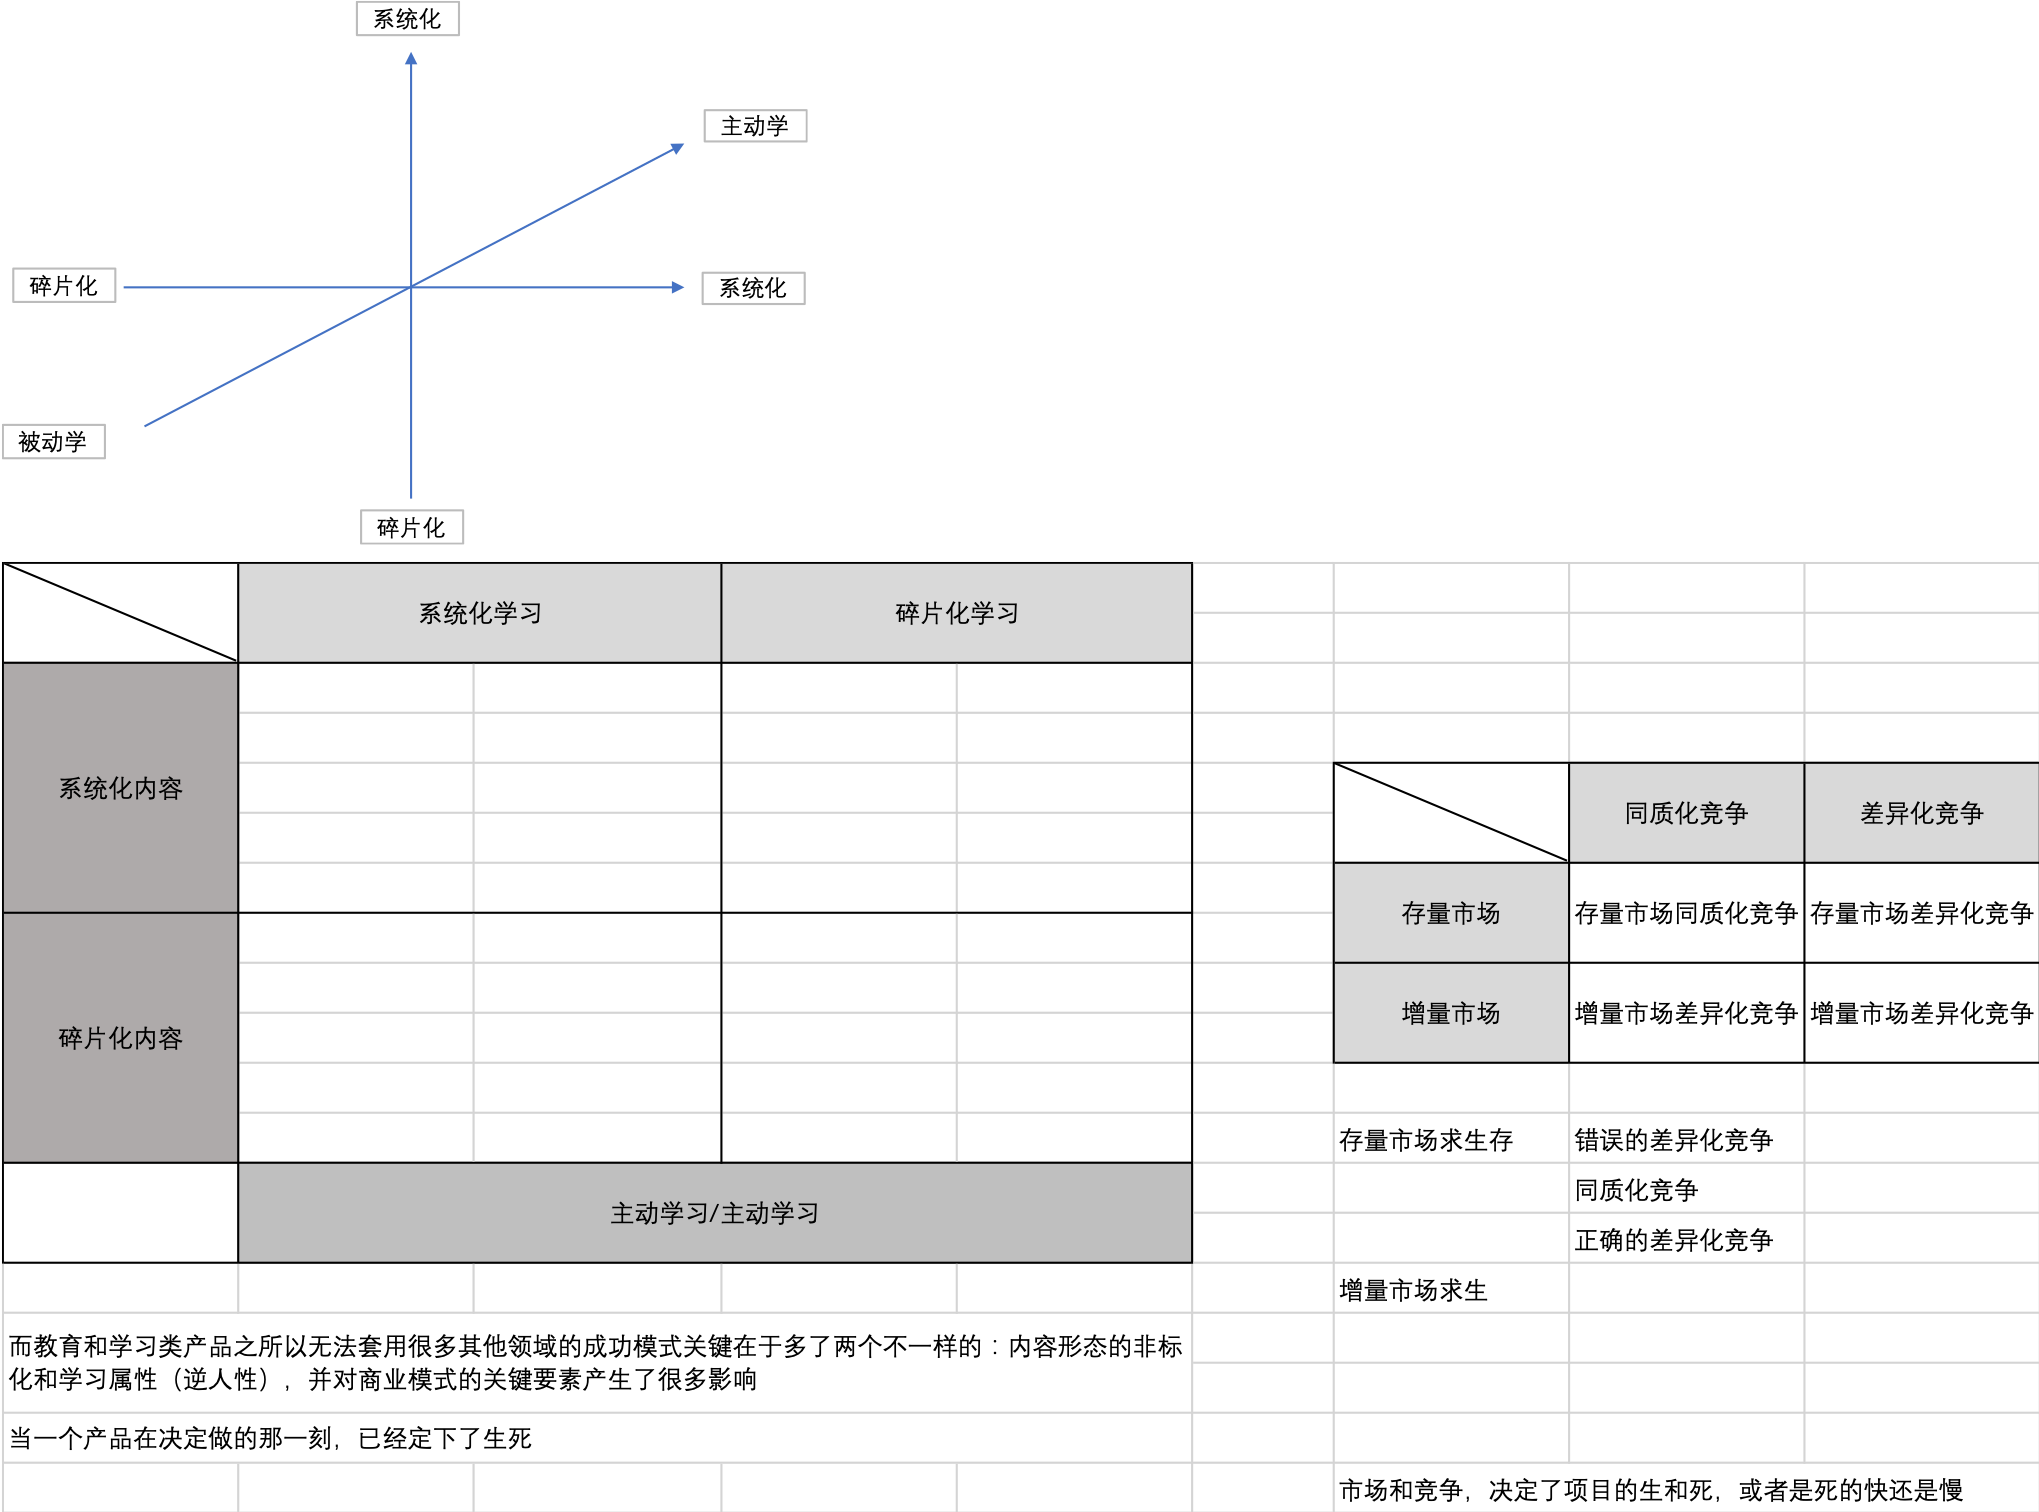 系统化
主动学
碎片化
系统化
被动学
碎片化
系统化学习
碎片化学习
系统化内容
碎片化内容
主动学习/主动学习
而教育和学习类产品之所以无法套用很多其他领域的成功模式关键在于多了两个不一样的：内容形态的非标
化和学习属性（逆人性），并对商业模式的关键要素产生了很多影响
当一个产品在决定做的那一刻，已经定下了生死
同质化竞争
差异化竞争
存量市场
存量市场同质化竞争
存量市场差异化竞争
增量市场
增量市场差异化竞争
增量市场差异化竞争
存量市场求生存
错误的差异化竞争
同质化竞争
正确的差异化竞争
增量市场求生
市场和竞争，决定了项目的生和死，或者是死的快还是慢